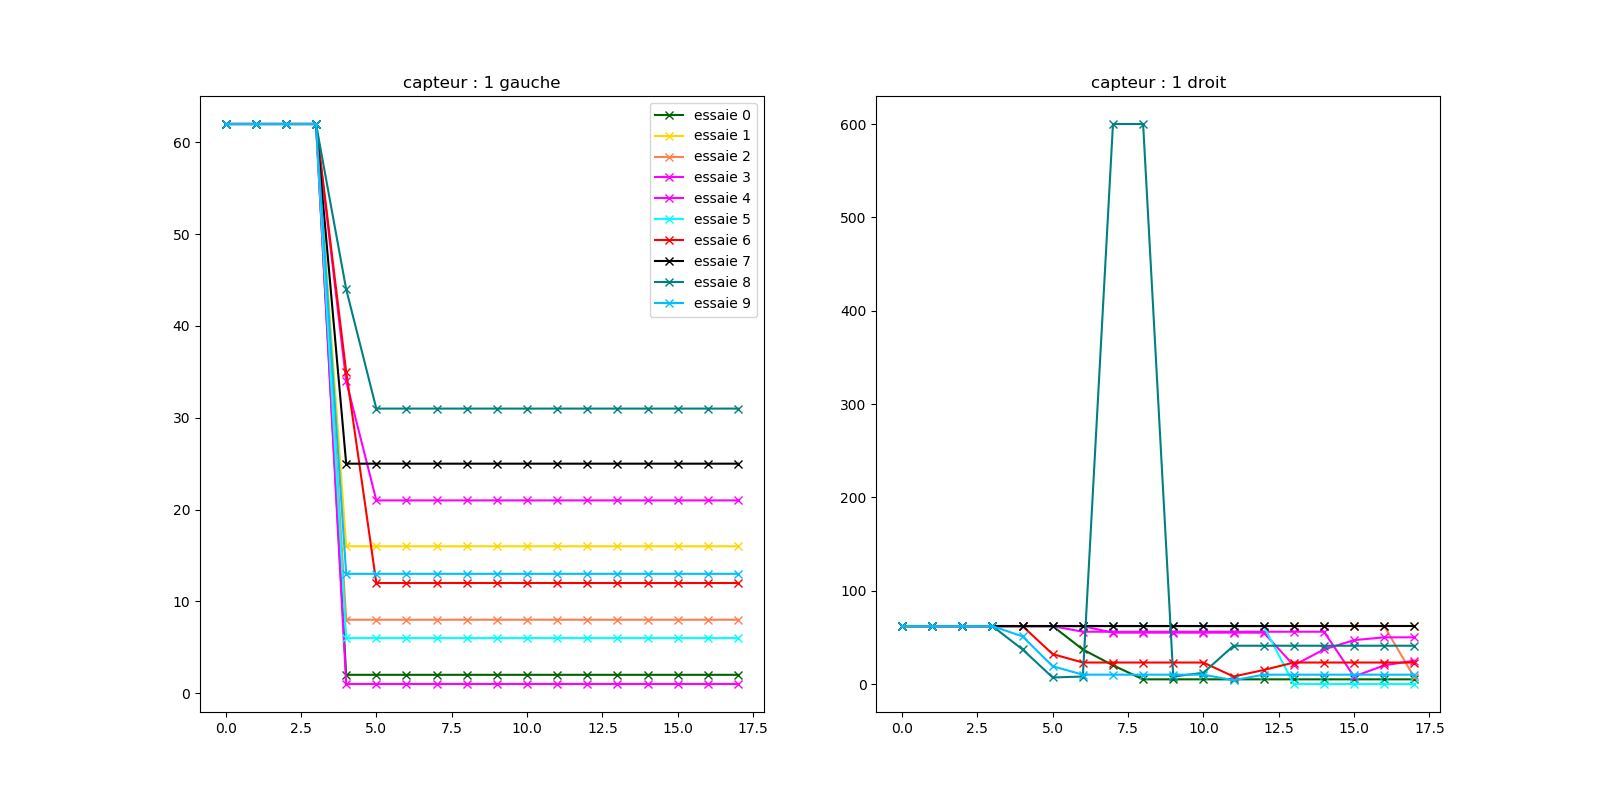 capteur : 1 gauche
60
50
40
30
20
10
0
0.0 2.5 5.0 7.5 10.0 12.5 15.0 17.5
essaie 0
essaie 1
essaie 2
essaie 3
essaie 4
essaie 5
essaie 6
essaie 7
essaie 8
essaie 9
capteur : 1 droit
600
500
400
300
200
100
0
0.0 2.5 5.0 7.5 10.0 12.5 15.0 17.5